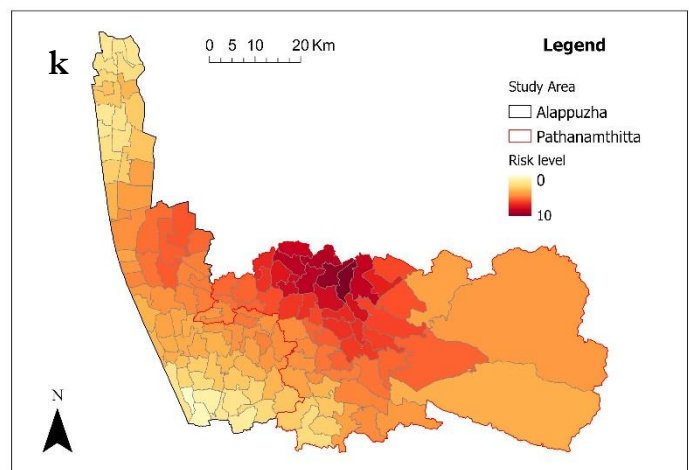 k
0 5 10 20 Km
Legend
Study Area
Alappuzha
Pathanamthitta
Risk level
0
10
N